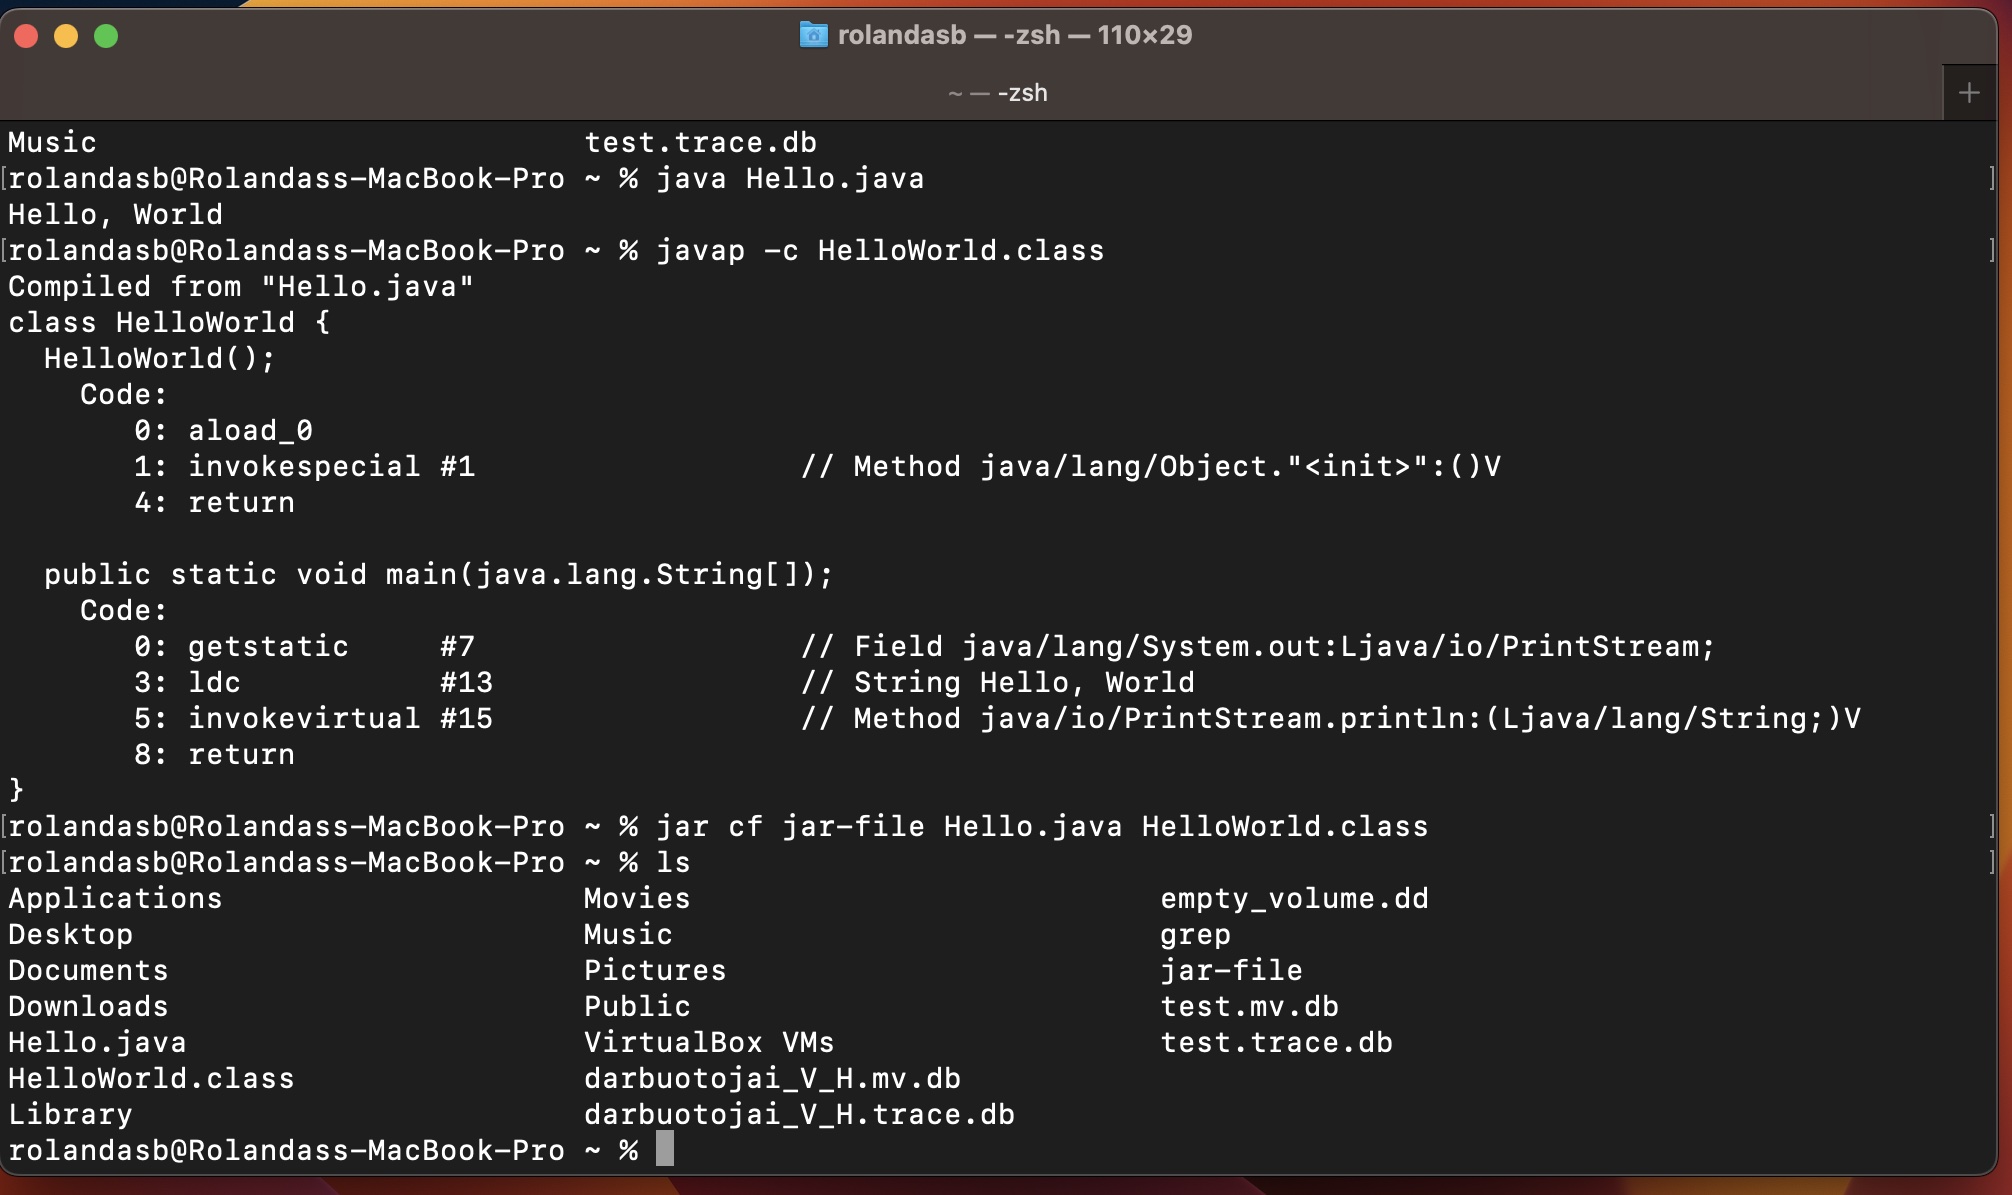 rolandasb — -zsh — 110×29
~ — -zsh
Music                           test.trace.db
[rolandasb@Rolandass-MacBook-Pro ~ % java Hello.java                                                          ]
Hello, World
[rolandasb@Rolandass-MacBook-Pro ~ % javap -c HelloWorld.class                                                ]
Compiled from "Hello.java"
class HelloWorld {
  HelloWorld();
    Code:
       0: aload_0
       1: invokespecial #1                  // Method java/lang/Object."<init>":()V
       4: return

  public static void main(java.lang.String[]);
    Code:
       0: getstatic     #7                  // Field java/lang/System.out:Ljava/io/PrintStream;
       3: ldc           #13                 // String Hello, World
       5: invokevirtual #15                 // Method java/io/PrintStream.println:(Ljava/lang/String;)V
       8: return
}
[rolandasb@Rolandass-MacBook-Pro ~ % jar cf jar-file Hello.java HelloWorld.class                              ]
[rolandasb@Rolandass-MacBook-Pro ~ % ls                                                                       ]
Applications                    Movies                          empty_volume.dd
Desktop                         Music                           grep
Documents                       Pictures                        jar-file
Downloads                       Public                          test.mv.db
Hello.java                      VirtualBox VMs                  test.trace.db
HelloWorld.class                darbuotojai_V_H.mv.db
Library                         darbuotojai_V_H.trace.db
rolandasb@Rolandass-MacBook-Pro ~ %